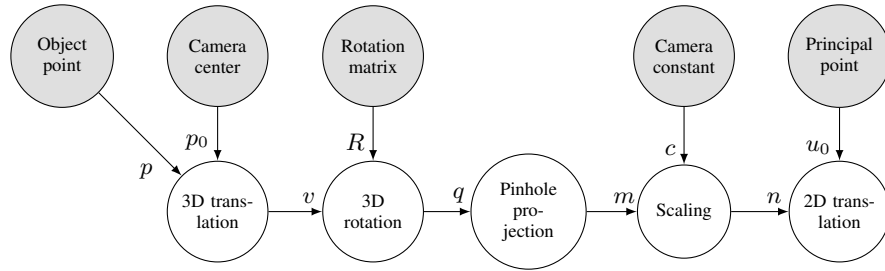 Object
point
Camera
center
Rotation
matrix
Camera
constant
Principal
point
p
p₀
R
c
u₀
3D trans-
lation
v
3D
rotation
q
Pinhole
pro-
jection
m
Scaling
n
2D trans-
lation